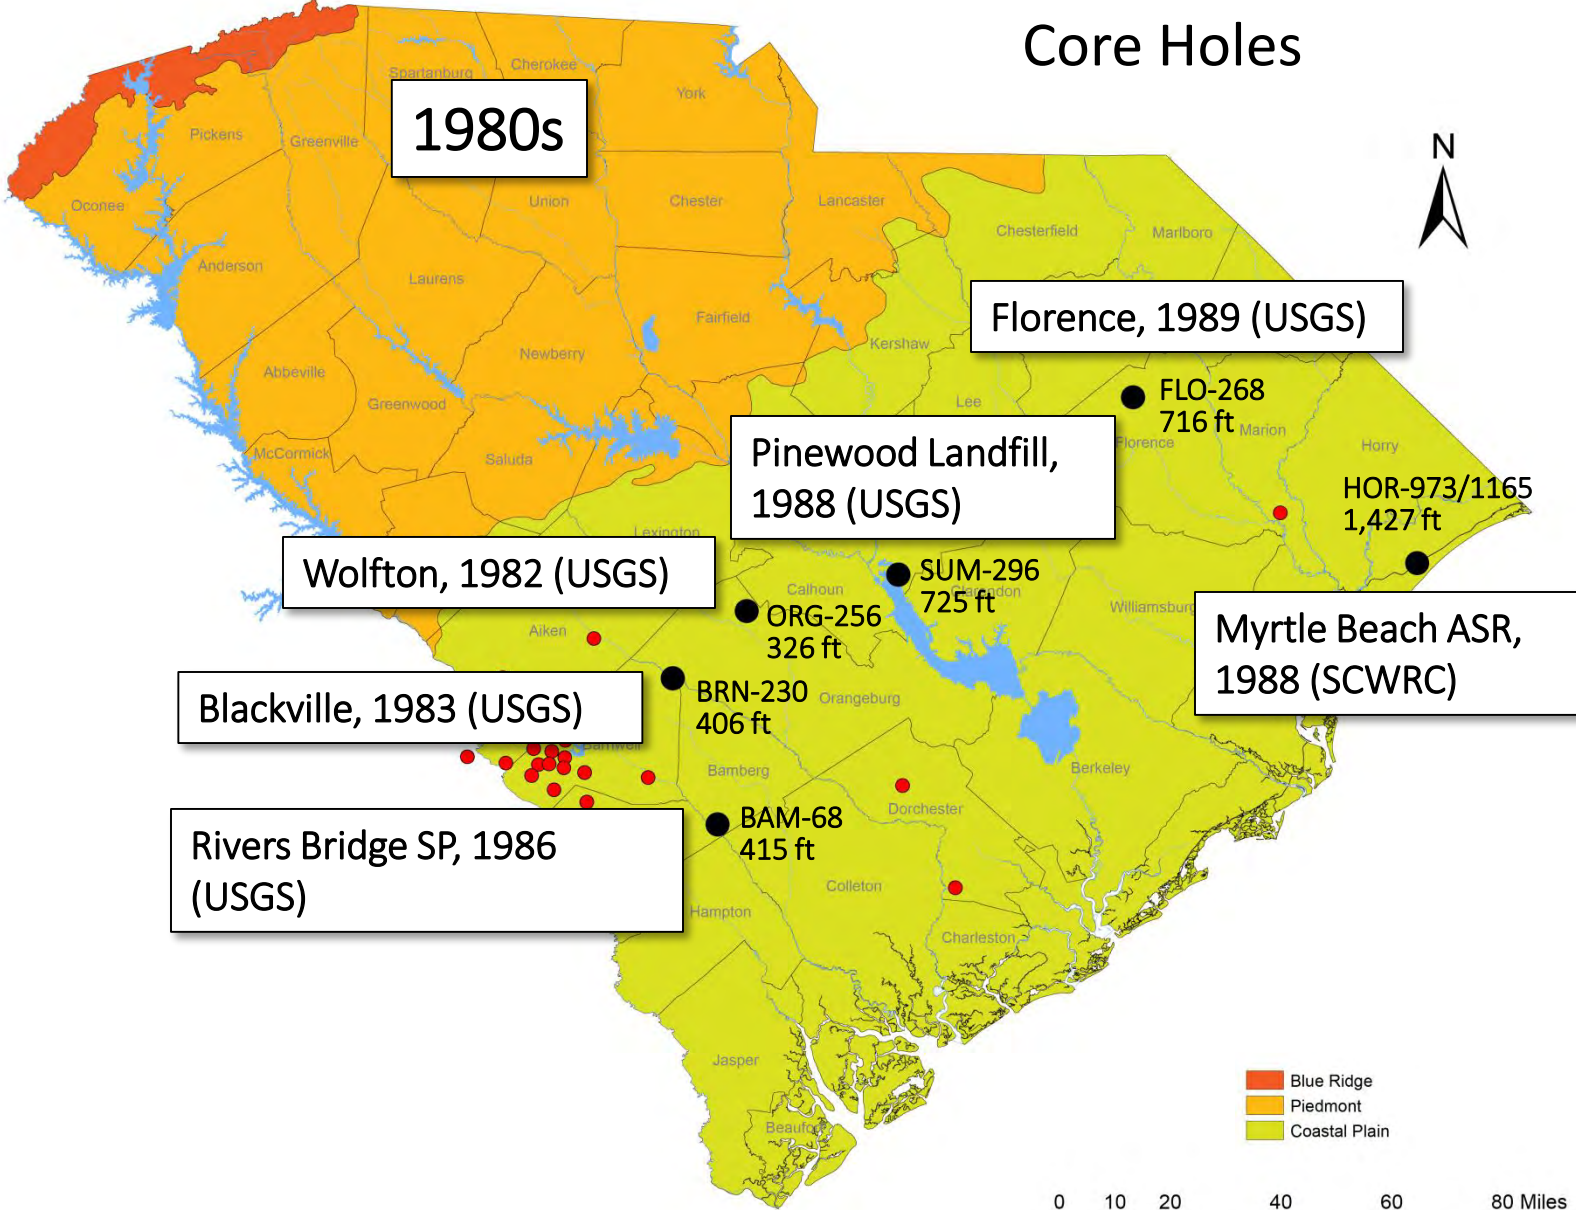 Core Holes
1980s
N
Spartanburg
Cherokee
York
Pickens
Greenville
Oconee
Union
Chester
Lancaster
Chesterfield
Marlboro
Anderson
Laurens
Fairfield
Kershaw
Newberry
Abbeville
Greenwood
Lee
Florence, 1989 (USGS)
FLO-268
716 ft
Florence
Marion
Horry
McCormick
Saluda
Pinewood Landfill,
1988 (USGS)
HOR-973/1165
1,427 ft
Lexington
Wolfton, 1982 (USGS)
SUM-296
725 ft
Calhoun
Clarendon
Williamsburg
ORG-256
326 ft
Aiken
Myrtle Beach ASR,
1988 (SCWRC)
Blackville, 1983 (USGS)
BRN-230
406 ft
Orangeburg
Barnwell
Bamberg
Berkeley
Dorchester
Rivers Bridge SP, 1986
(USGS)
BAM-68
415 ft
Colleton
Hampton
Charleston
Jasper
Beaufort
Blue Ridge
Piedmont
Coastal Plain
0 10 20 40 60 80 Miles